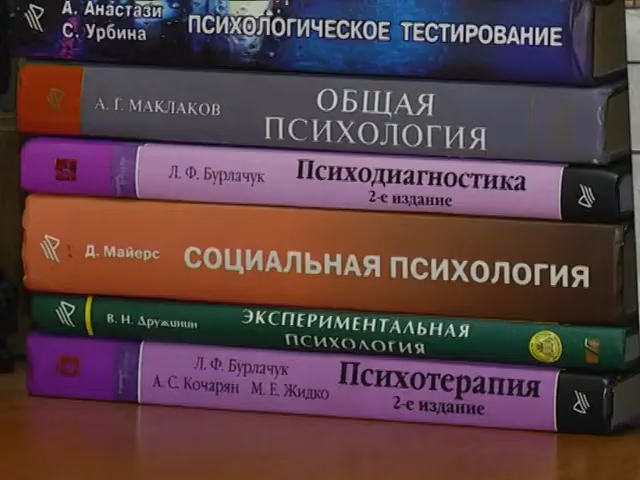 А. Анастази
С. Урбина
ПСИХОЛОГИЧЕСКОЕ ТЕСТИРОВАНИЕ
А. Г. МАКЛАКОВ
ОБЩАЯ
ПСИХОЛОГИЯ
Л. Ф. Бурлачук
Психодиагностика
2-е издание
Д. Майерс
СОЦИАЛЬНАЯ ПСИХОЛОГИЯ
В. Н. Дружинин
ЭКСПЕРИМЕНТАЛЬНАЯ
ПСИХОЛОГИЯ
Л. Ф. Бурлачук
А. С. Кочарян М. Е. Жидко
Психотерапия
2-е издание